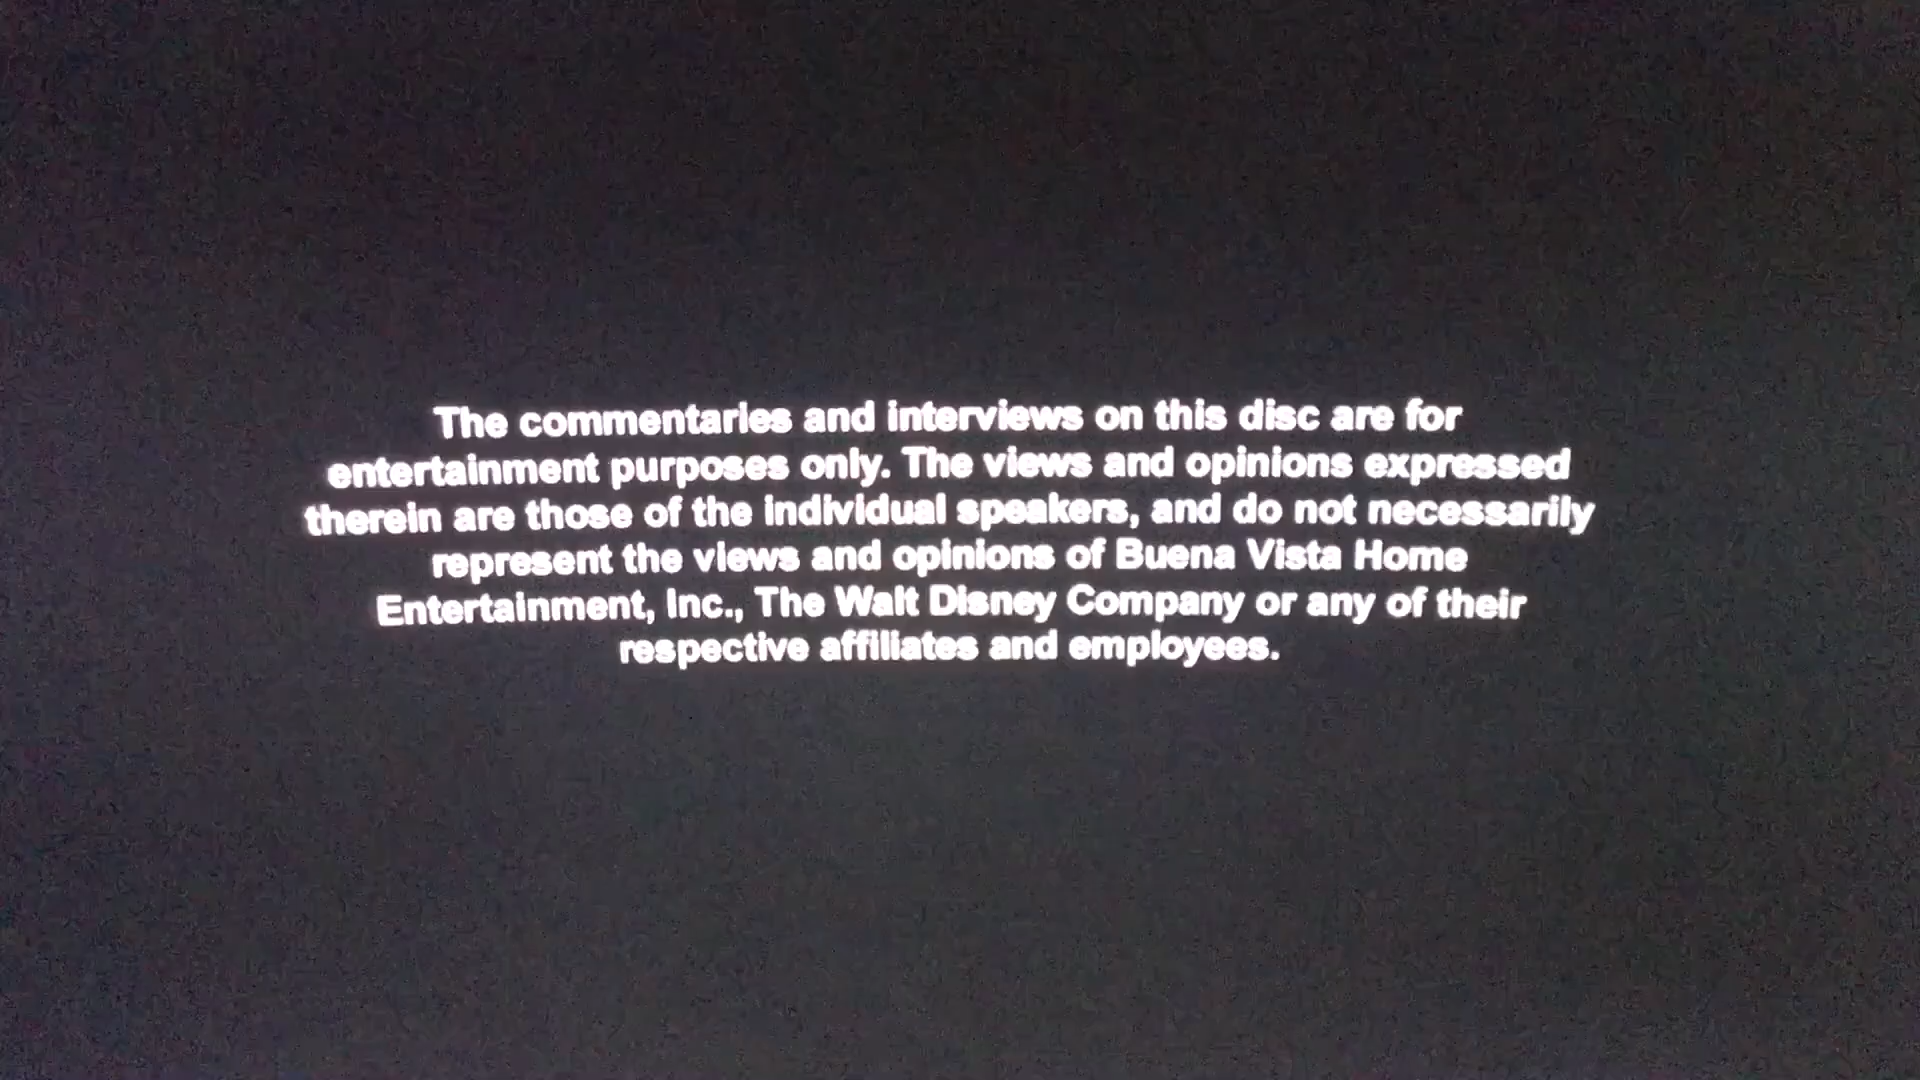 The commentaries and interviews on this disc are for
entertainment purposes only. The views and opinions expressed
therein are those of the individual speakers, and do not necessarily
represent the views and opinions of Buena Vista Home
Entertainment, Inc., The Walt Disney Company or any of their
respective affiliates and employees.